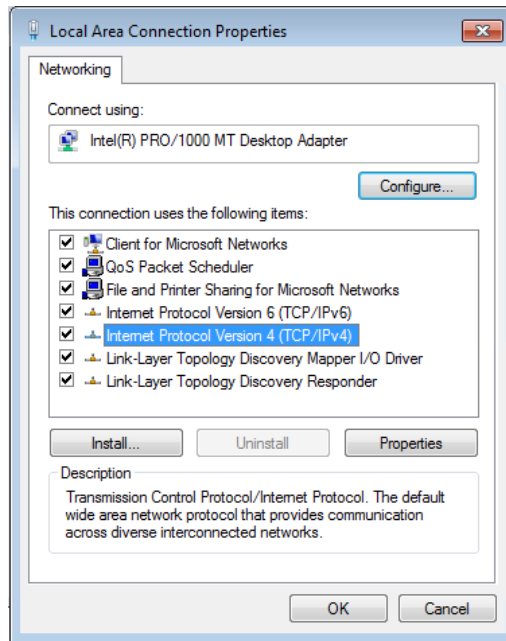 Local Area Connection Properties
Networking
Connect using:
Intel(R) PRO/1000 MT Desktop Adapter
Configure...
This connection uses the following items:
Client for Microsoft Networks
QoS Packet Scheduler
File and Printer Sharing for Microsoft Networks
Internet Protocol Version 6 (TCP/IPv6)
Internet Protocol Version 4 (TCP/IPv4)
Link-Layer Topology Discovery Mapper I/O Driver
Link-Layer Topology Discovery Responder
Install... Uninstall Properties
Description
Transmission Control Protocol/Internet Protocol. The default
wide area network protocol that provides communication
across diverse interconnected networks.
OK Cancel